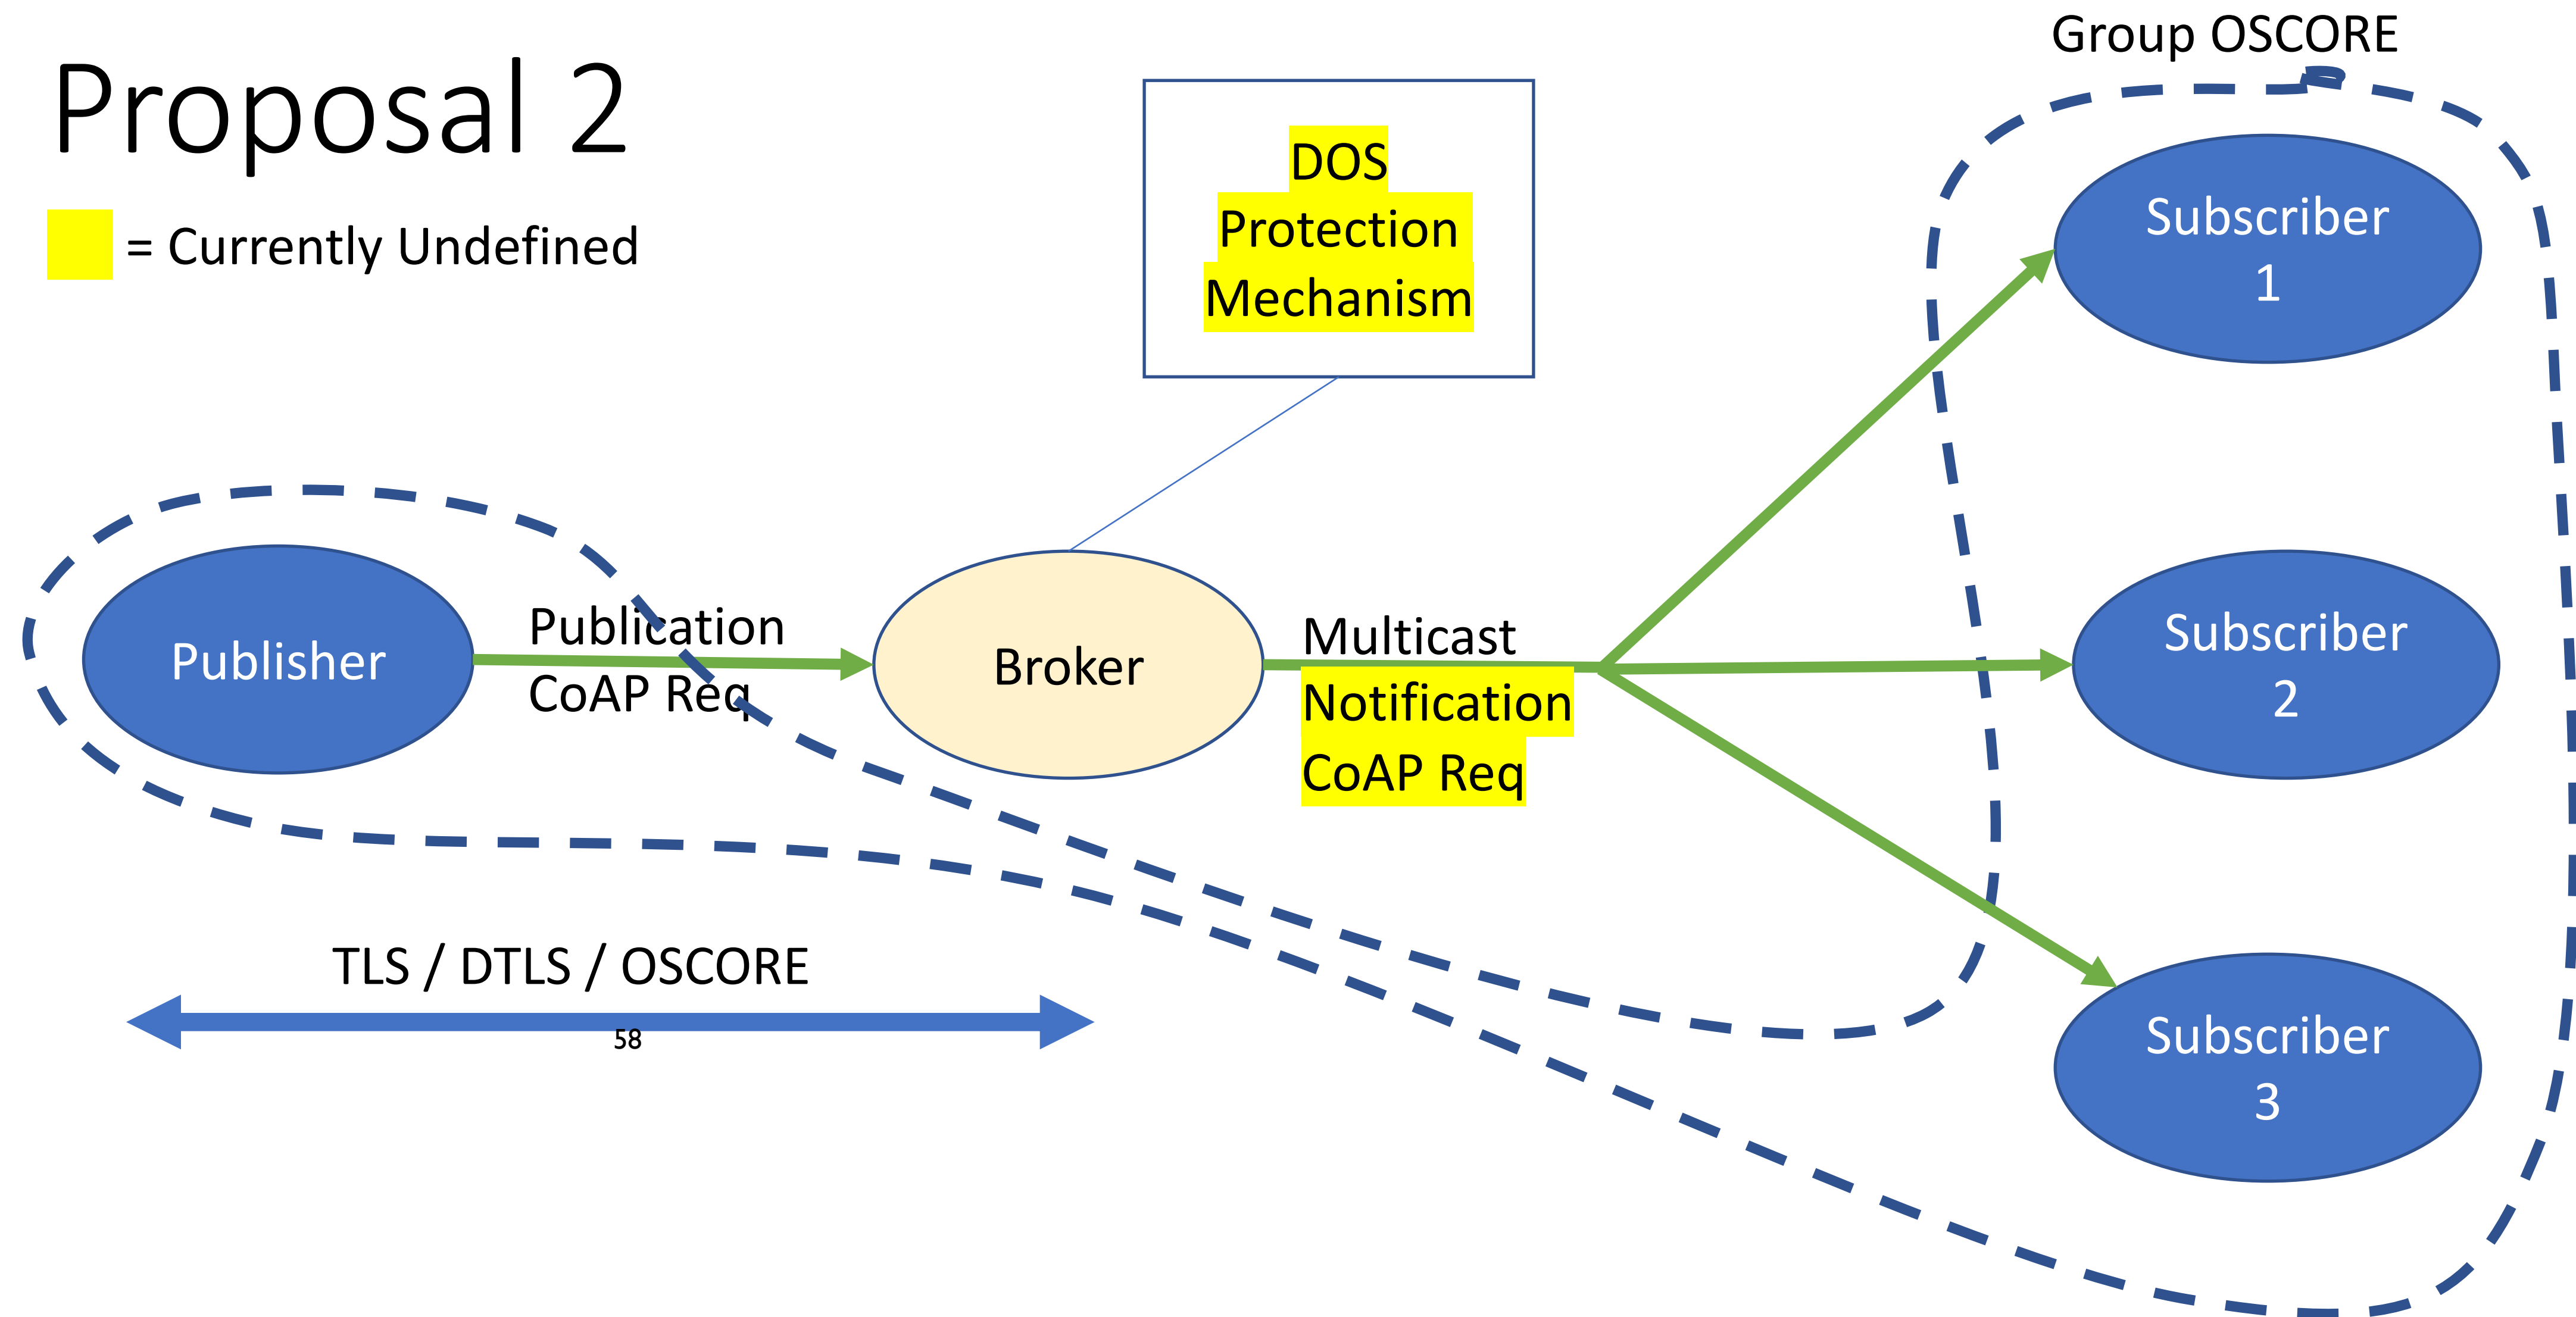 Proposal 2
= Currently Undefined
Group OSCORE
DOS
Protection
Mechanism
Subscriber
1
Publisher
Publication
CoAP Req
Broker
Multicast
Notification
CoAP Req
Subscriber
2
TLS / DTLS / OSCORE
58
Subscriber
3